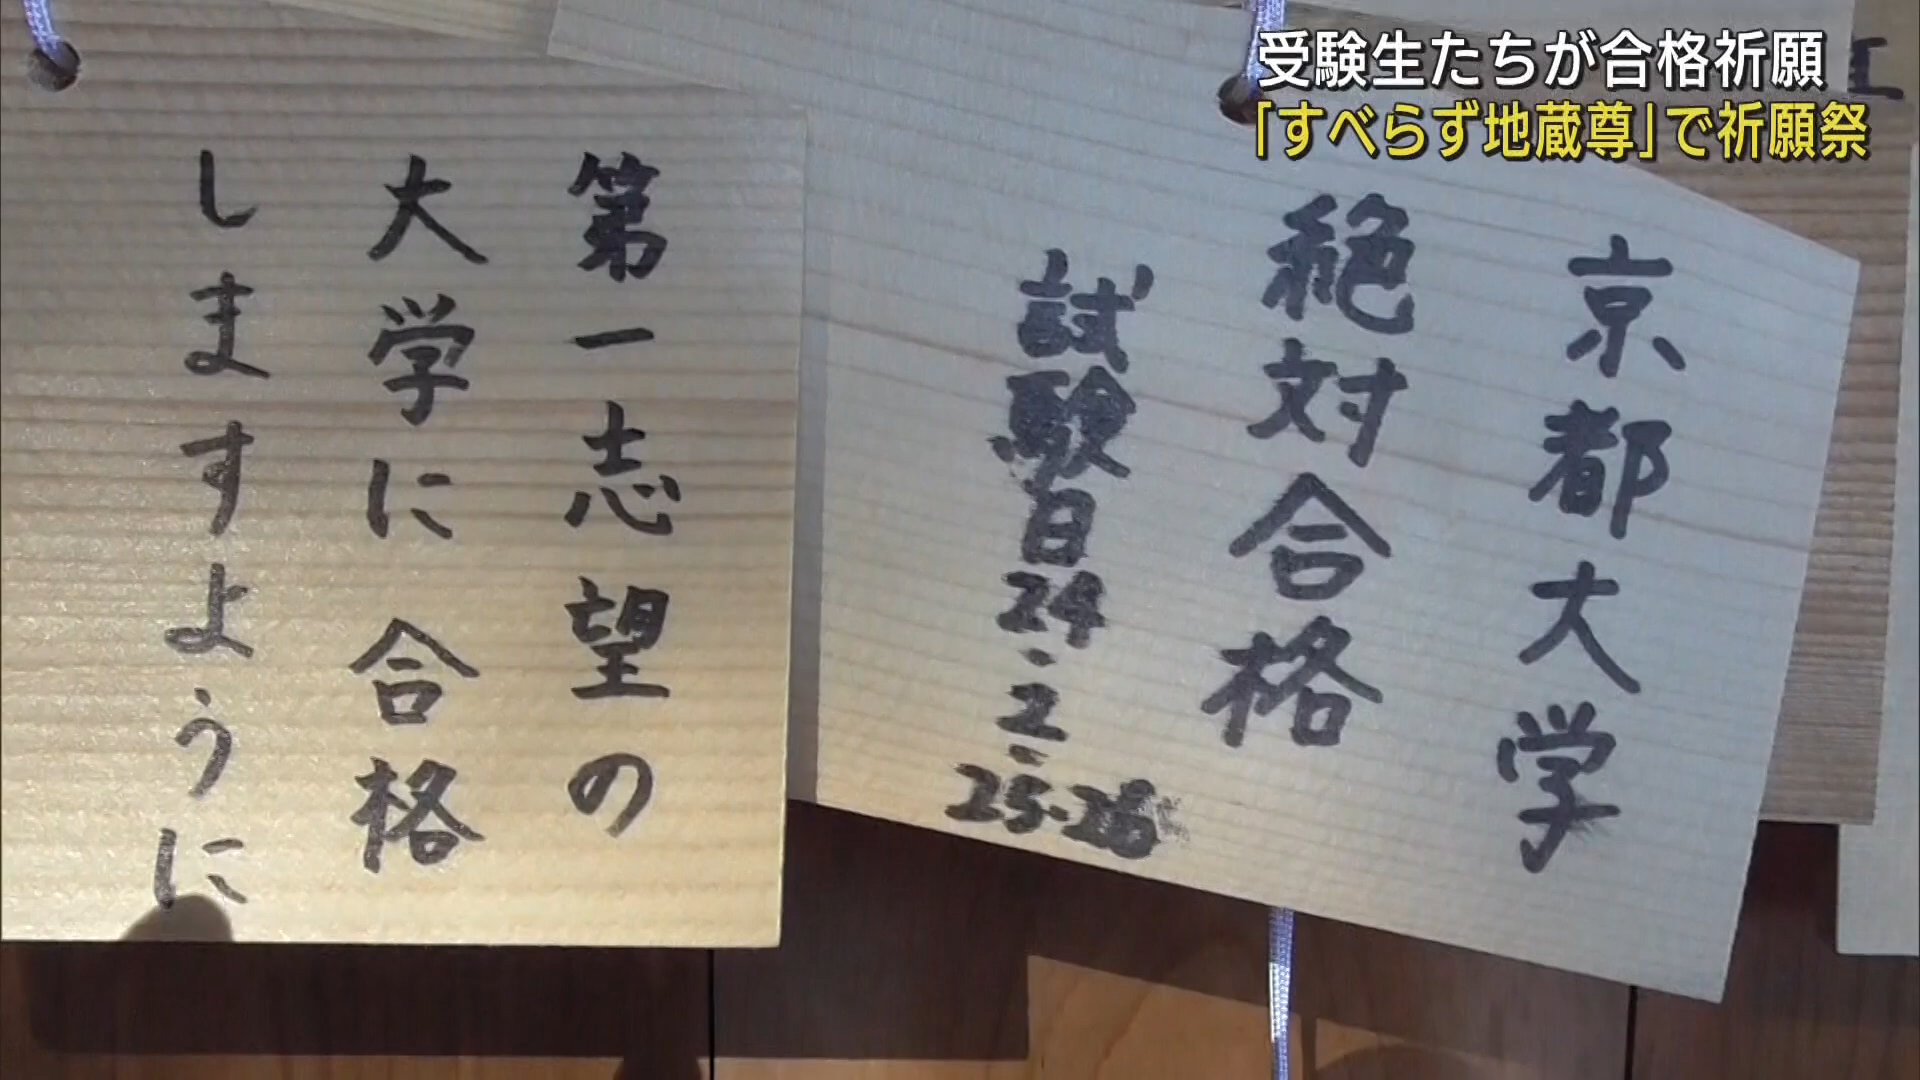 受験生たちが合格祈願
「すべらず地蔵尊」で祈願祭
京都大学
絶対合格
試験日24.2.25.26
第一志望の
大学に合格
しますように